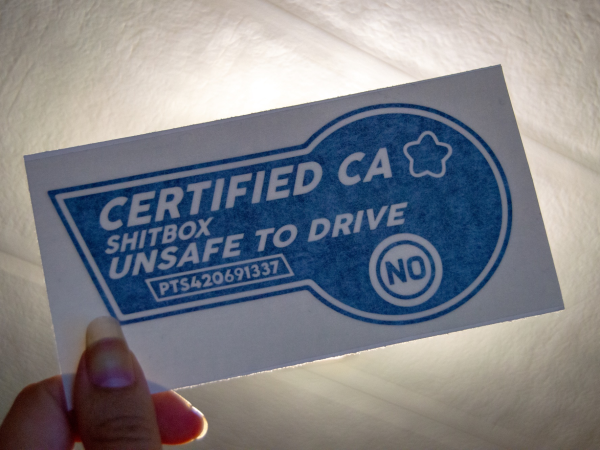 CERTIFIED CA
SHITBOX
UNSAFE TO DRIVE
PTS420691337
NO